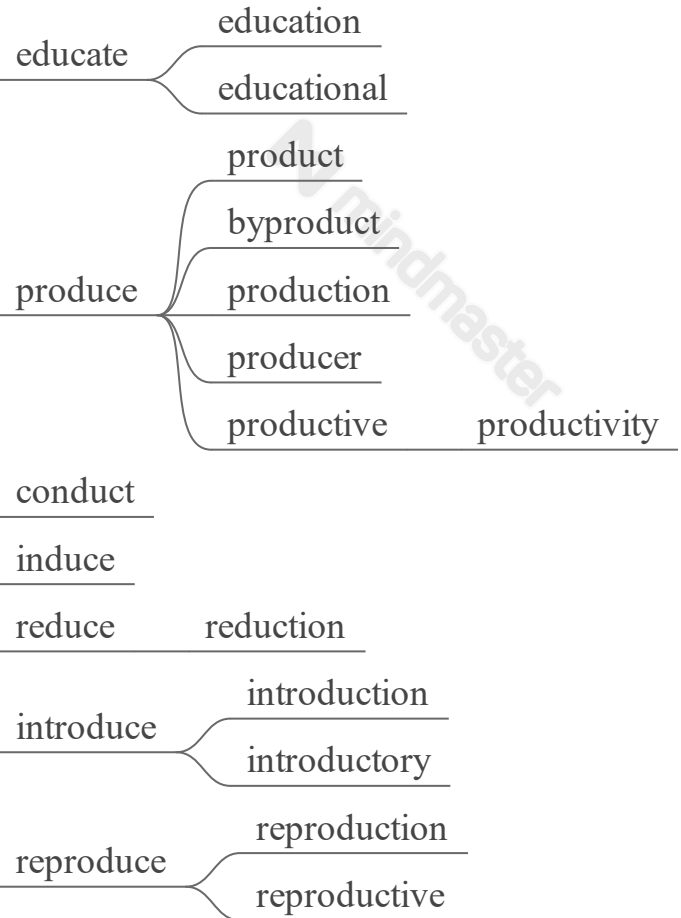 education
educate
educational
product
byproduct
produce
production
producer
productive productivity
conduct
induce
reduce reduction
introduction
introduce
introductory
reproduction
reproduce
reproductive
mindmaster